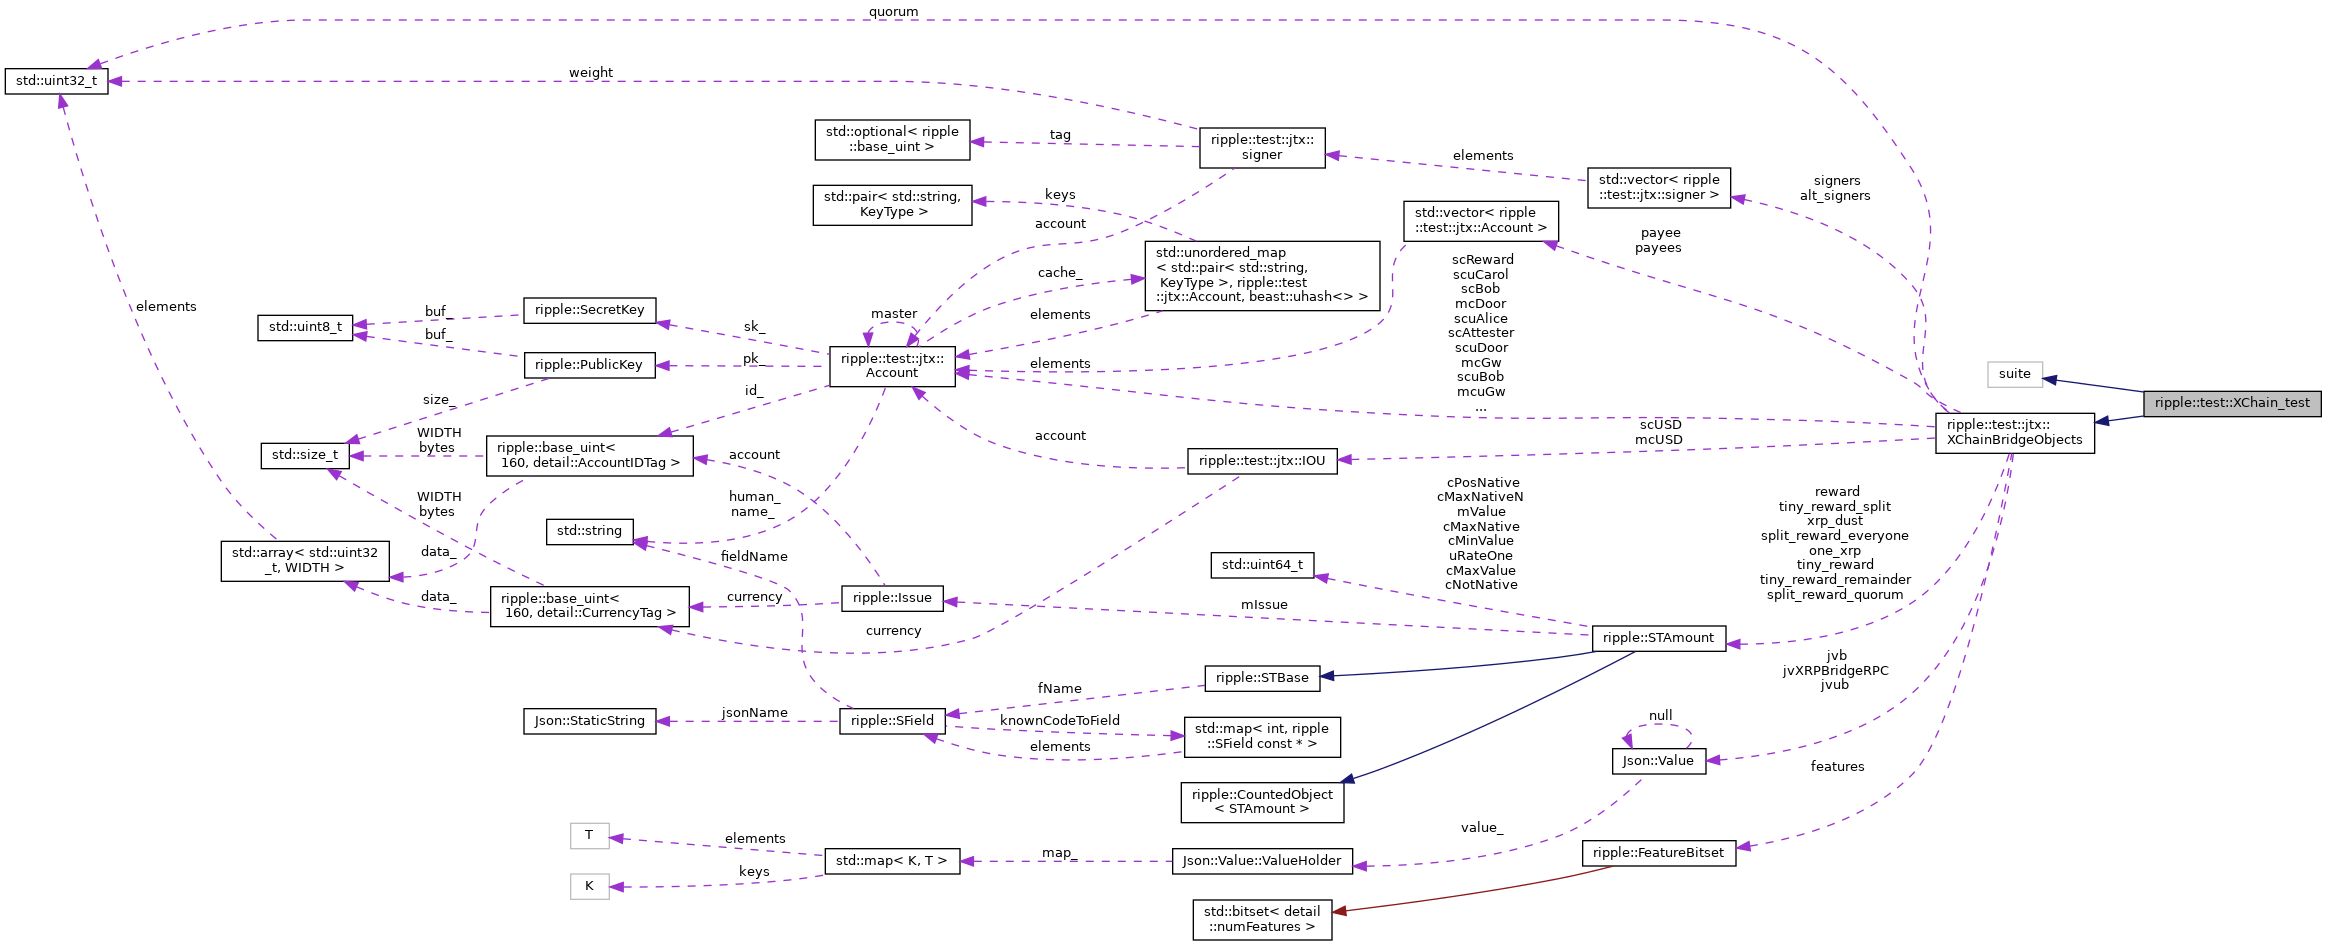 quorum
std::uint32_t
weight
std::optional< ripple
::base_uint >
tag
ripple::test::jtx::
signer
elements
std::vector< ripple
::test::jtx::signer >
signers
alt_signers
std::pair< std::string,
KeyType >
keys
account
std::vector< ripple
::test::jtx::Account >
payee
payees
std::unordered_map
< std::pair< std::string,
KeyType >, ripple::test
::jtx::Account, beast::uhash<> >
cache_
elements
scReward
scuCarol
scBob
mcDoor
scuAlice
scAttester
scuDoor
mcGw
scuBob
mcuGw
...
elements
std::uint8_t
buf_
buf_
ripple::SecretKey
sk_
master
ripple::PublicKey
pk_
ripple::test::jtx::
Account
elements
suite
ripple::test::XChain_test
size_
id_
ripple::test::jtx::
XChainBridgeObjects
scUSD
mcUSD
std::size_t
WIDTH
bytes
ripple::base_uint<
160, detail::AccountIDTag >
account
account
ripple::test::jtx::IOU
WIDTH
bytes
human_
name_
std::string
cPosNative
cMaxNativeN
mValue
cMaxNative
cMinValue
uRateOne
cMaxValue
cNotNative
reward
tiny_reward_split
xrp_dust
split_reward_everyone
one_xrp
tiny_reward
tiny_reward_remainder
split_reward_quorum
std::array< std::uint32
_t, WIDTH >
data_
fieldName
std::uint64_t
data_
ripple::base_uint<
160, detail::CurrencyTag >
currency
ripple::Issue
mIssue
currency
ripple::STAmount
jvb
jvXRPBridgeRPC
jvub
ripple::STBase
fName
Json::StaticString
jsonName
ripple::SField
knownCodeToField
elements
std::map< int, ripple
::SField const * >
null
Json::Value
features
ripple::CountedObject
< STAmount >
value_
T
elements
K
keys
std::map< K, T >
map_
Json::Value::ValueHolder
ripple::FeatureBitset
std::bitset< detail
::numFeatures >